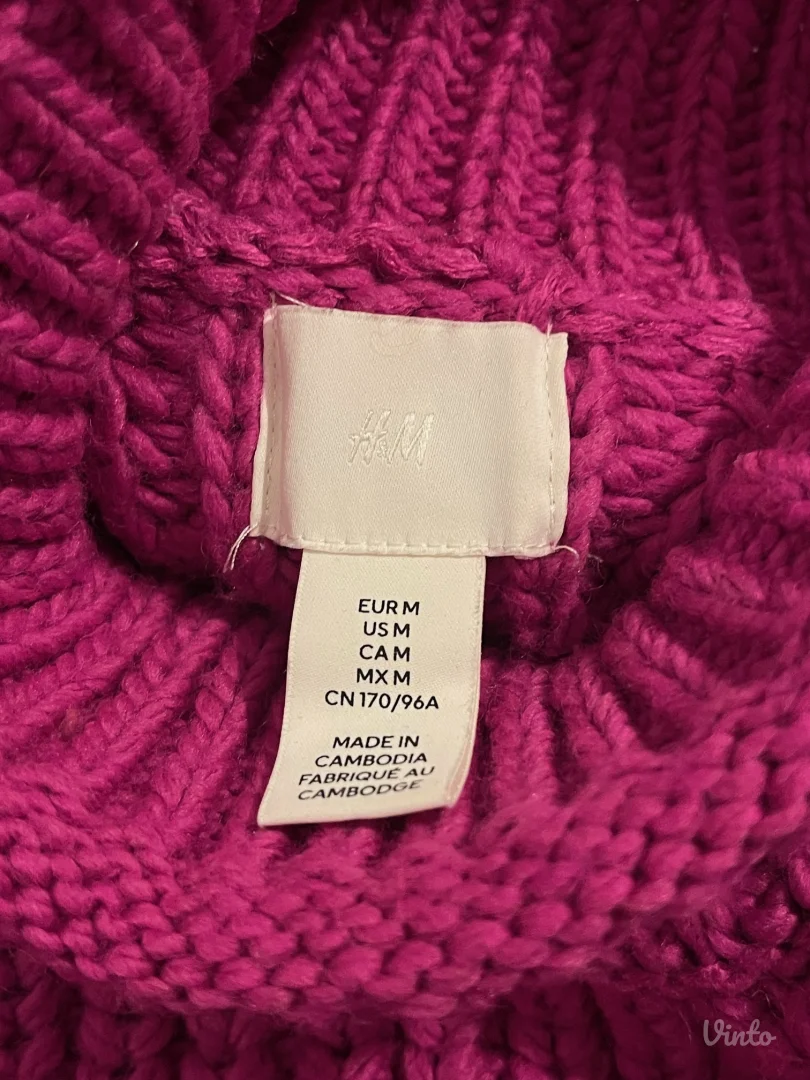 H&M
EUR M
US M
CA M
MX M
CN 170/96A
MADE IN
CAMBODIA
FABRIQUÉ AU
CAMBODGE
Vinto